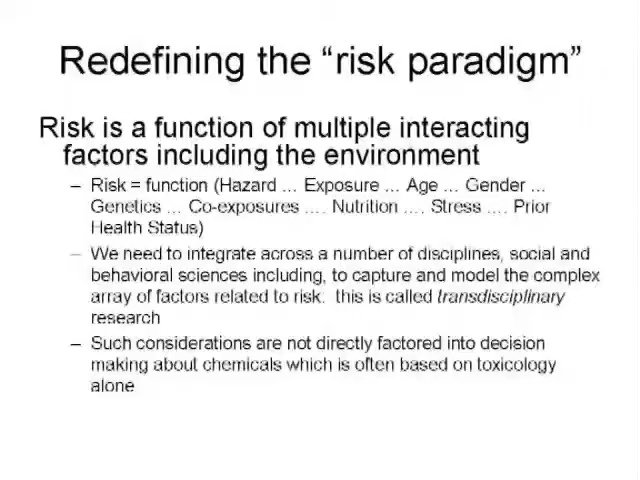 Redefining the “risk paradigm”
Risk is a function of multiple interacting
factors including the environment
– Risk = function (Hazard ... Exposure ... Age ... Gender ...
Genetics ... Co-exposures .... Nutrition .... Stress .... Prior
Health Status)
– We need to integrate across a number of disciplines, social and
behavioral sciences including, to capture and model the complex
array of factors related to risk: this is called transdisciplinary
research
– Such considerations are not directly factored into decision
making about chemicals which is often based on toxicology
alone